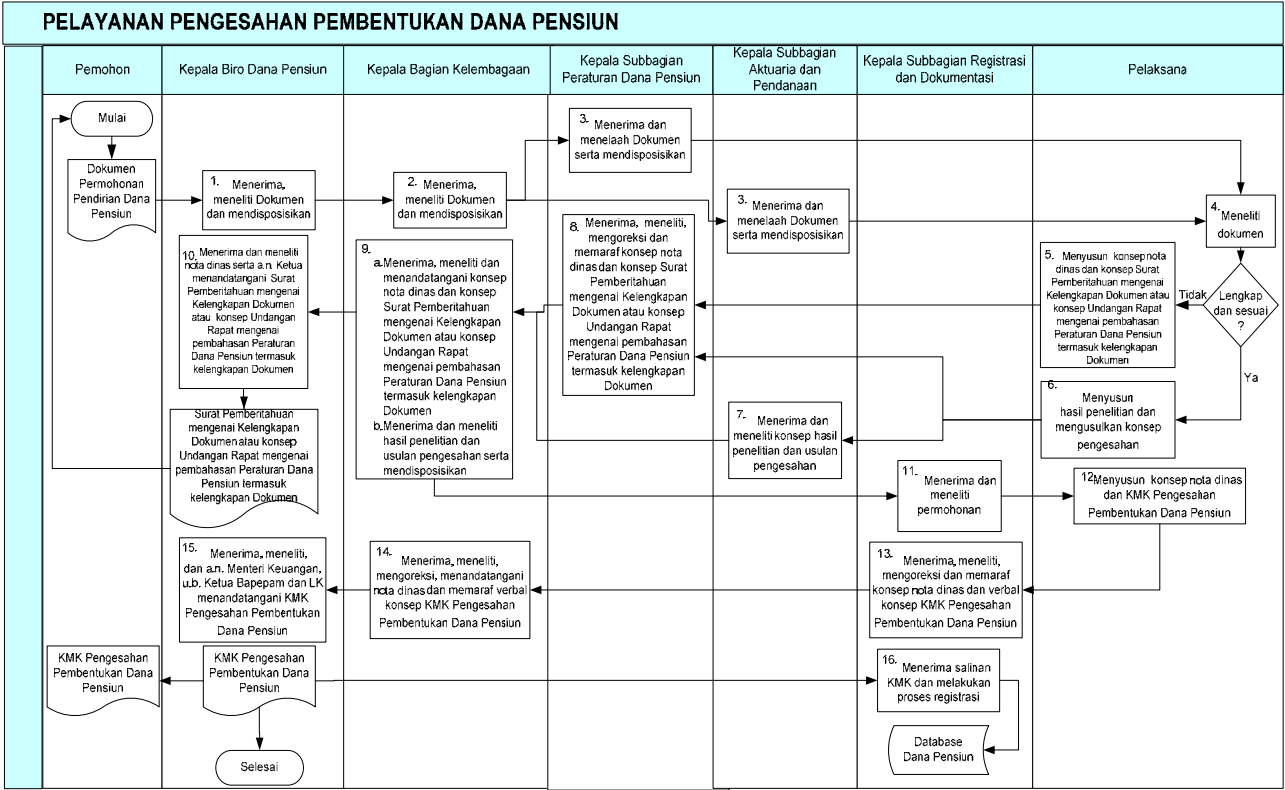 PELAYANAN PENGESAHAN PEMBENTUKAN DANA PENSIUN
Pemohon
Kepala Biro Dana Pensiun
Kepala Bagian Kelembagaan
Kepala Subbagian
Peraturan Dana Pensiun
Kepala Subbagian
Aktuaria dan
Pendanaan
Kepala Subbagian Registrasi
dan Dokumentasi
Pelaksana
Mulai
Dokumen
Permohonan
Pendirian Dana
Pensiun
1. Menerima,
meneliti Dokumen
dan mendisposisikan
2. Menerima,
meneliti Dokumen
dan mendisposisikan
3. Menerima dan
menelaah Dokumen
serta mendisposisikan
3. Menerima dan
menelaah Dokumen
serta mendisposisikan
4.
Meneliti
dokumen
Lengkap
dan sesuai
?
Tidak
Ya
5. Menyusun konsep nota
dinas dan konsep Surat
Pemberitahuan mengenai
Kelengkapan Dokumen atau
konsep Undangan Rapat
mengenai pembahasan
Peraturan Dana Pensiun
termasuk kelengkapan
Dokumen
6.
Menyusun
hasil penelitian dan
mengusulkan konsep
pengesahan
7. Menerima dan
meneliti konsep hasil
penelitian dan usulan
pengesahan
8. Menerima, meneliti,
mengoreksi dan
memaraf konsep nota
dinas dan konsep Surat
Pemberitahuan
mengenai Kelengkapan
Dokumen atau konsep
Undangan Rapat
mengenai pembahasan
Peraturan Dana Pensiun
termasuk kelengkapan
Dokumen
9.
a.Menerima, meneliti dan
menandatangani konsep
nota dinas dan konsep
Surat Pemberitahuan
mengenai Kelengkapan
Dokumen atau konsep
Undangan Rapat
mengenai pembahasan
Peraturan Dana Pensiun
termasuk kelengkapan
Dokumen
b.Menerima dan meneliti
hasil penelitian dan
usulan pengesahan serta
mendisposisikan
10. Menerima dan meneliti
nota dinas serta a.n. Ketua
menandatangani Surat
Pemberitahuan mengenai
Kelengkapan Dokumen
atau konsep Undangan
Rapat mengenai
pembahasan Peraturan
Dana Pensiun termasuk
kelengkapan Dokumen
Surat Pemberitahuan
mengenai Kelengkapan
Dokumen atau konsep
Undangan Rapat mengenai
pembahasan Peraturan Dana
Pensiun termasuk
kelengkapan Dokumen
11.
Menerima dan
meneliti
permohonan
12.Menyusun konsep nota dinas
dan KMK Pengesahan
Pembentukan Dana Pensiun
13.
Menerima, meneliti,
mengoreksi dan memaraf
konsep nota dinas dan verbal
konsep KMK Pengesahan
Pembentukan Dana Pensiun
14.
Menerima, meneliti,
mengoreksi, menandatangani
nota dinas dan memaraf verbal
konsep KMK Pengesahan
Pembentukan Dana Pensiun
15.
Menerima, meneliti,
dan a.n. Menteri Keuangan,
u.b. Ketua Bapepam dan LK
menandatangani KMK
Pengesahan Pembentukan
Dana Pensiun
KMK Pengesahan
Pembentukan Dana
Pensiun
KMK Pengesahan
Pembentukan Dana
Pensiun
16. Menerima salinan
KMK dan melakukan
proses registrasi
Database
Dana Pensiun
Selesai